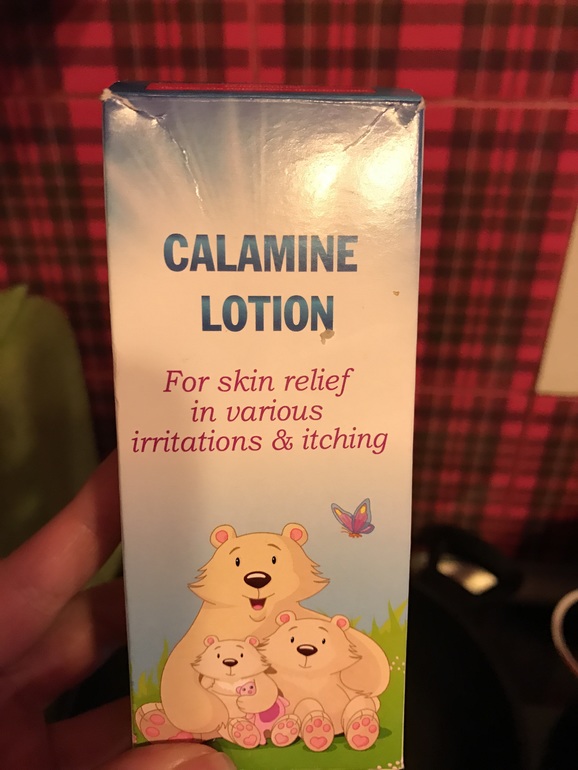 CALAMINE
LOTION
For skin relief
in various
irritations & itching